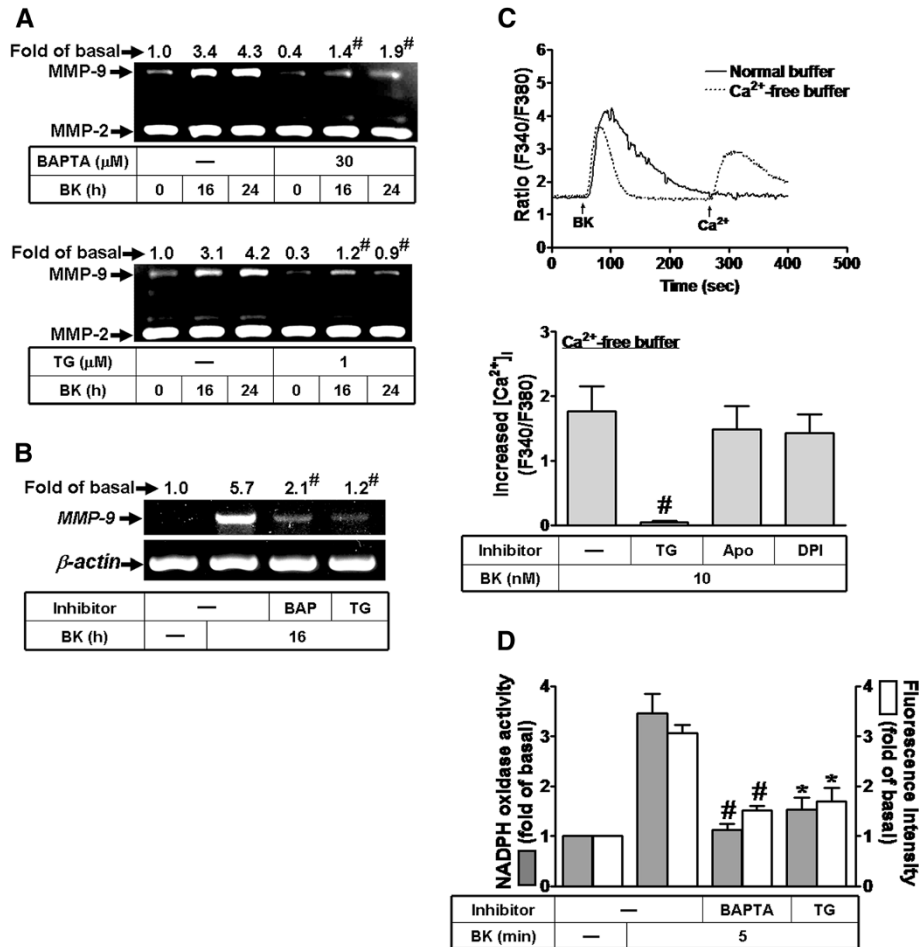 A
Fold of basal 1.0 3.4 4.3 0.4 1.4# 1.9#
MMP-9
MMP-2
BAPTA (μM) — 30
BK (h) 0 16 24 0 16 24
Fold of basal 1.0 3.1 4.2 0.3 1.2# 0.9#
MMP-9
MMP-2
TG (μM) — 1
BK (h) 0 16 24 0 16 24
B
Fold of basal 1.0 5.7 2.1# 1.2#
MMP-9
β-actin
Inhibitor — BAP TG
BK (h) — 16
C
Ratio (F340/F380)
6
5
4
3
2
1
0
Normal buffer
Ca2+-free buffer
BK
Ca2+
0 100 200 300 400 500
Time (sec)
Increased [Ca2+]i
(F340/F380)
3
2
1
0
Ca2+-free buffer
#
Inhibitor — TG Apo DPI
BK (nM) 10
D
NADPH oxidase activity
(fold of basal)
4
3
2
1
0
# # * *
4
3
2
1
0
Fluorescence Intensity
(fold of basal)
Inhibitor — BAPTA TG
BK (min) — 5